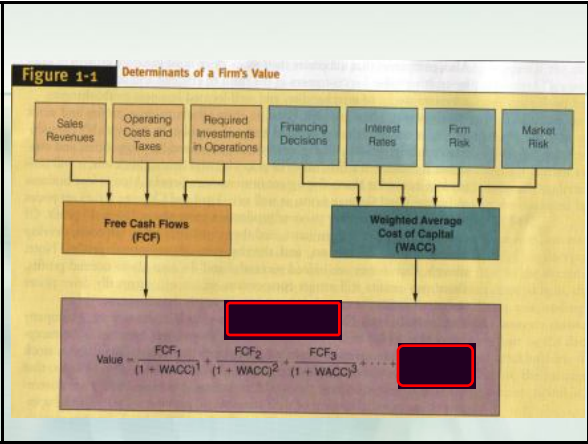 Figure 1-1 Determinants of a Firm's Value
Sales
Revenues
Operating
Costs and
Taxes
Required
Investments
in Operations
Financing
Decisions
Interest
Rates
Firm
Risk
Market
Risk
Free Cash Flows
(FCF)
Weighted Average
Cost of Capital
(WACC)
Value = FCF1 / (1 + WACC)^1 + FCF2 / (1 + WACC)^2 + FCF3 / (1 + WACC)^3 + · · · +